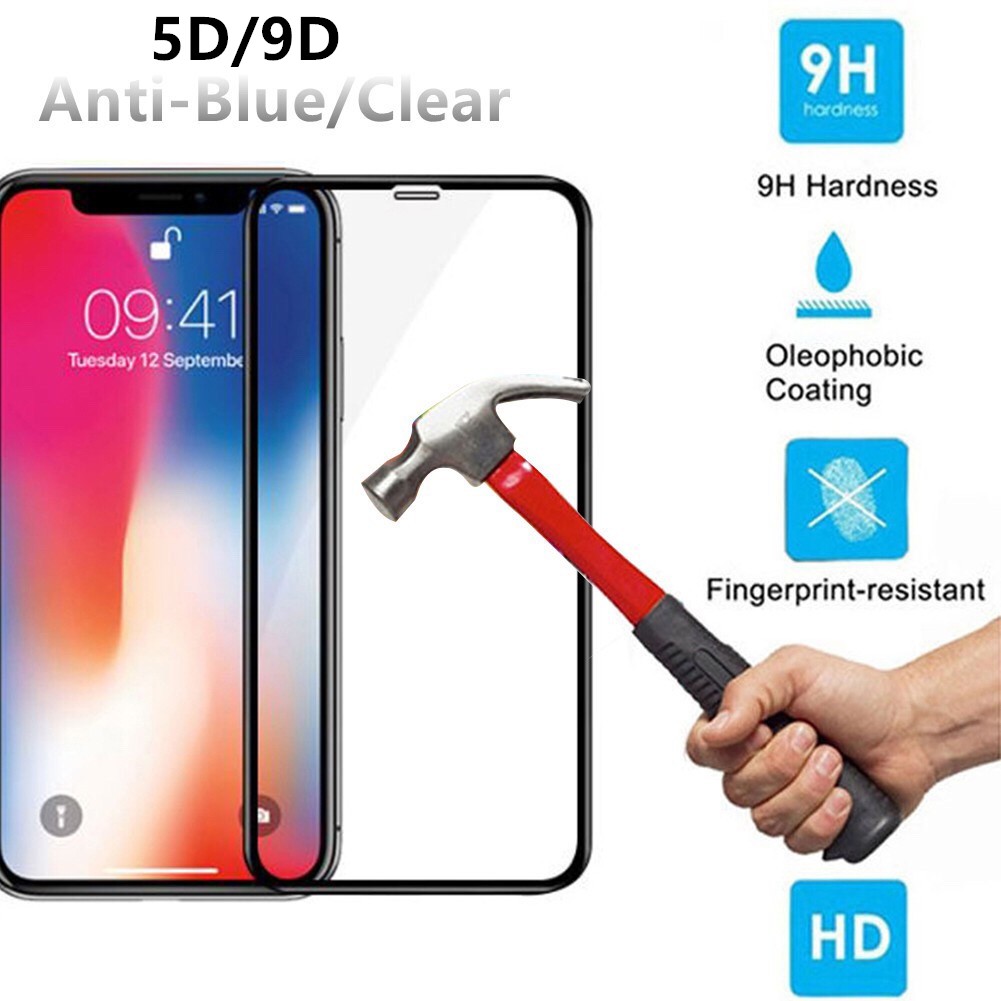 5D/9D
Anti-Blue/Clear
9H
hardness
9H Hardness
09:41
Tuesday 12 Septembe
Oleophobic
Coating
Fingerprint-resistant
HD